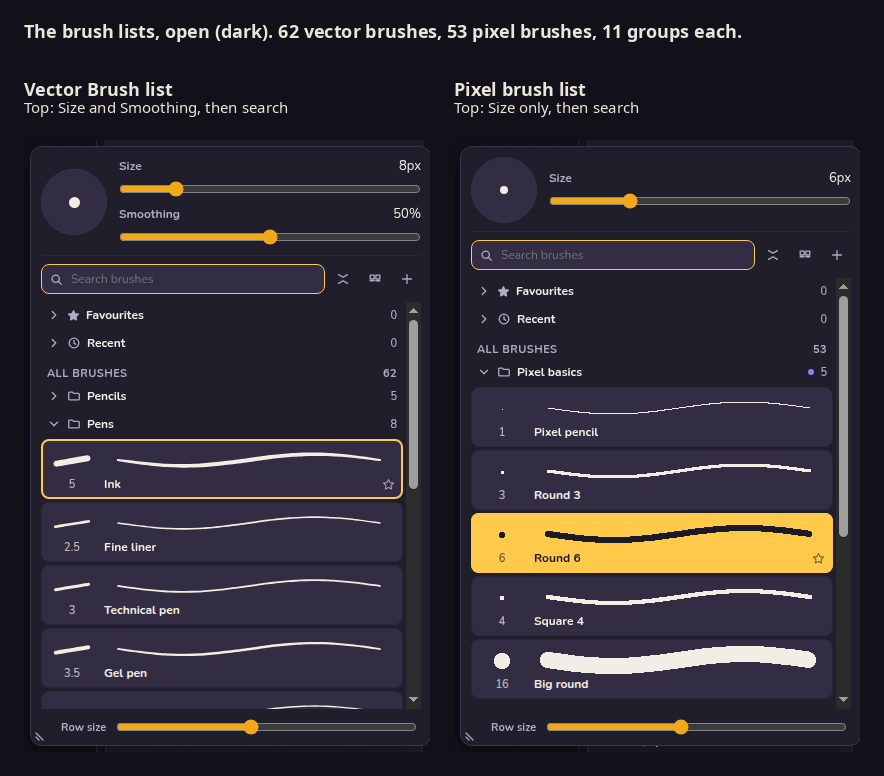 The brush lists, open (dark). 62 vector brushes, 53 pixel brushes, 11 groups each.
Vector Brush list
Top: Size and Smoothing, then search
Size 8px
Smoothing 50%
Search brushes
Favourites 0
Recent 0
ALL BRUSHES 62
Pencils 5
Pens 8
5 Ink
2.5 Fine liner
3 Technical pen
3.5 Gel pen
Row size
Pixel brush list
Top: Size only, then search
Size 6px
Search brushes
Favourites 0
Recent 0
ALL BRUSHES 53
Pixel basics 5
1 Pixel pencil
3 Round 3
6 Round 6
4 Square 4
16 Big round
Row size